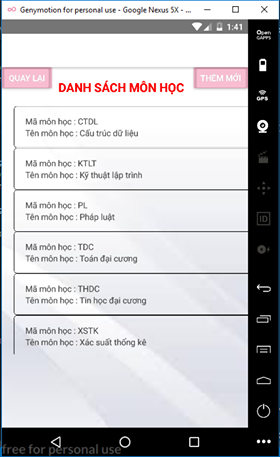 Genymotion for personal use - Google Nexus 5X - ...
1:41
Open
GAPPS
QUAY LẠI
DANH SÁCH MÔN HỌC
THÊM MỚI
GPS
ID
Mã môn học : CTDL
Tên môn học : Cấu trúc dữ liệu
Mã môn học : KTLT
Tên môn học : Kỹ thuật lập trình
Mã môn học : PL
Tên môn học : Pháp luật
Mã môn học : TDC
Tên môn học : Toán đại cương
Mã môn học : THDC
Tên môn học : Tin học đại cương
Mã môn học : XSTK
Tên môn học : Xác suất thống kê
free for personal use